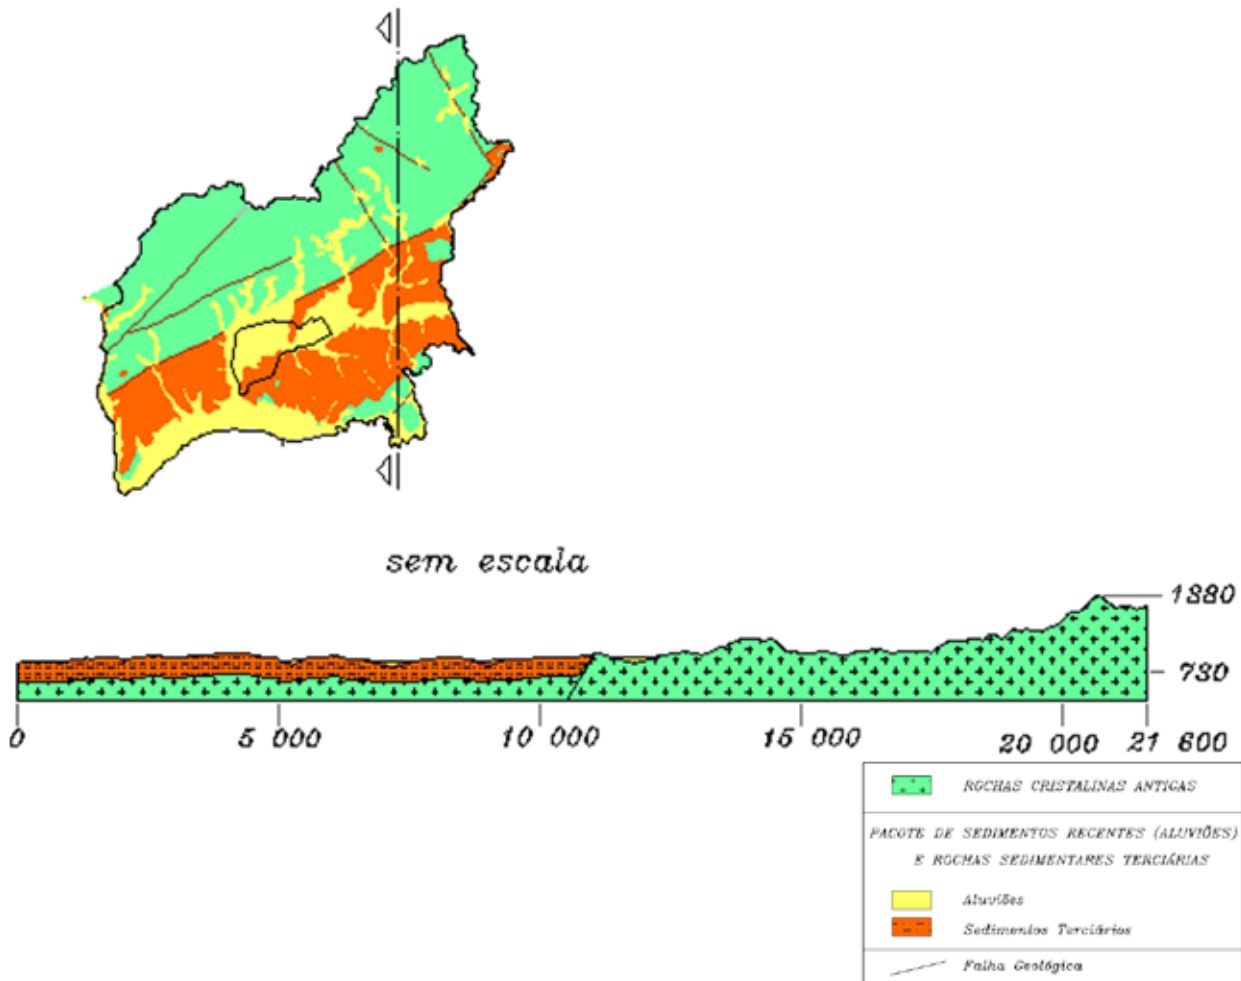 sem escala
1380
730
0
5 000
10 000
15 000
20 000
21 600
ROCHAS CRISTALINAS ANTIGAS
PACOTE DE SEDIMENTOS RECENTES (ALUVIÕES)
E ROCHAS SEDIMENTARES TERCIÁRIAS
Aluviões
Sedimentos Terciários
Falha Geológica